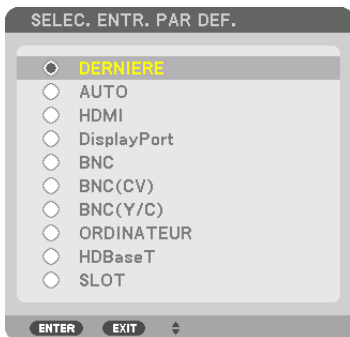 SELEC. ENTR. PAR DEF.
DERNIERE
AUTO
HDMI
DisplayPort
BNC
BNC(CV)
BNC(Y/C)
ORDINATEUR
HDBaseT
SLOT
ENTER EXIT